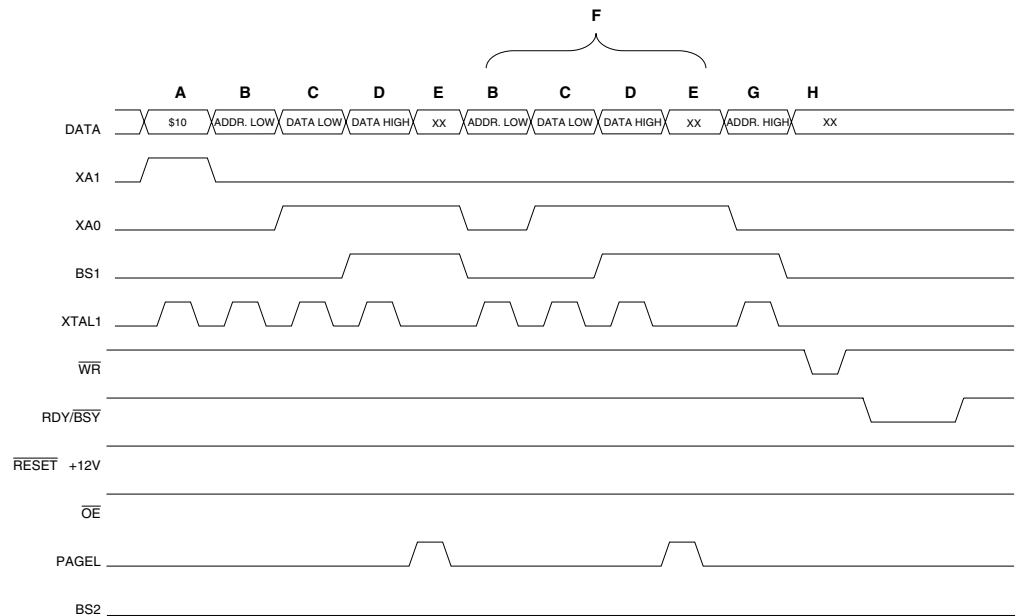 F
A B C D E B C D E G H
DATA $10 ADDR. LOW DATA LOW DATA HIGH XX ADDR. LOW DATA LOW DATA HIGH XX ADDR. HIGH XX
XA1
XA0
BS1
XTAL1
WR
RDY/BSY
RESET +12V
OE
PAGEL
BS2